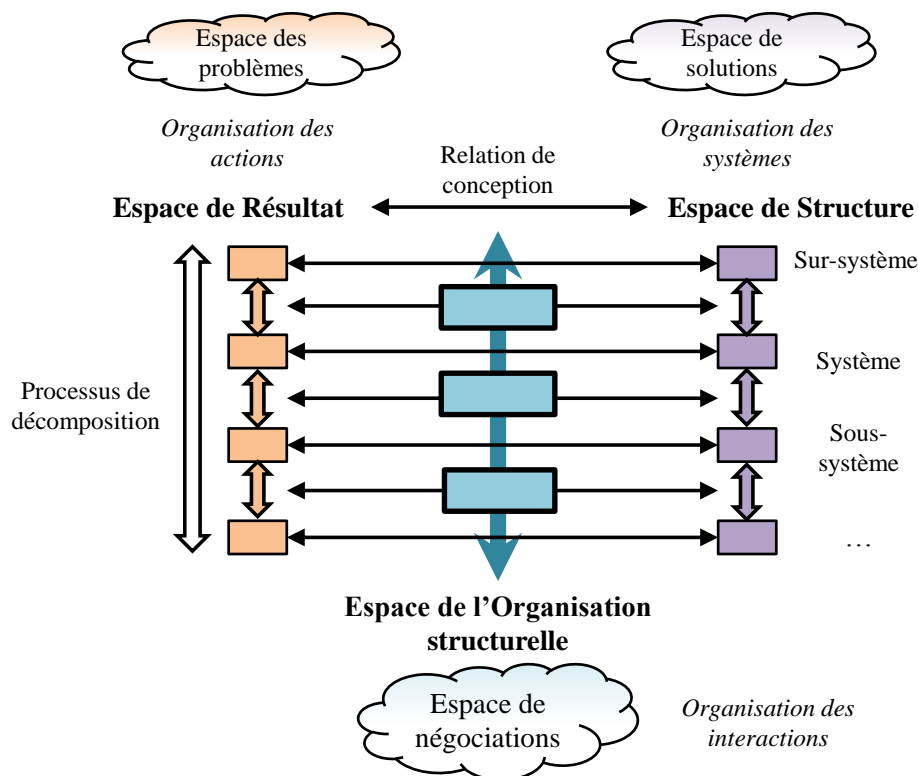 Espace des
problèmes
Espace de
solutions
Organisation des
actions
Organisation des
systèmes
Relation de
conception
Espace de Résultat
Espace de Structure
Sur-système
Processus de
décomposition
Système
Sous-
système
…
Espace de l’Organisation
structurelle
Espace de
négociations
Organisation des
interactions